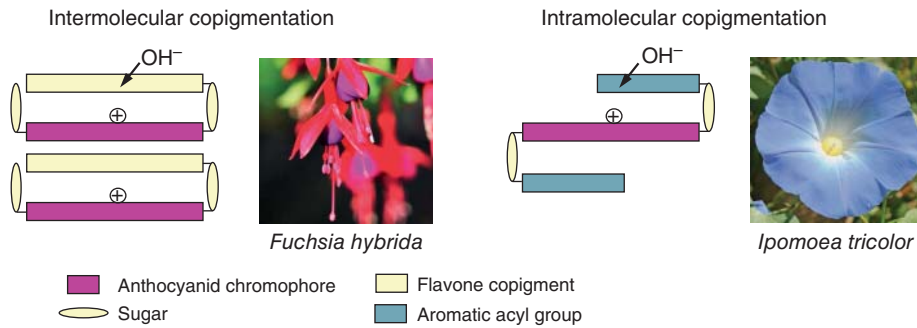 Intermolecular copigmentation
Intramolecular copigmentation
OH⁻
OH⁻
⊕
⊕
⊕
Fuchsia hybrida
Ipomoea tricolor
Anthocyanid chromophore
Flavone copigment
Sugar
Aromatic acyl group